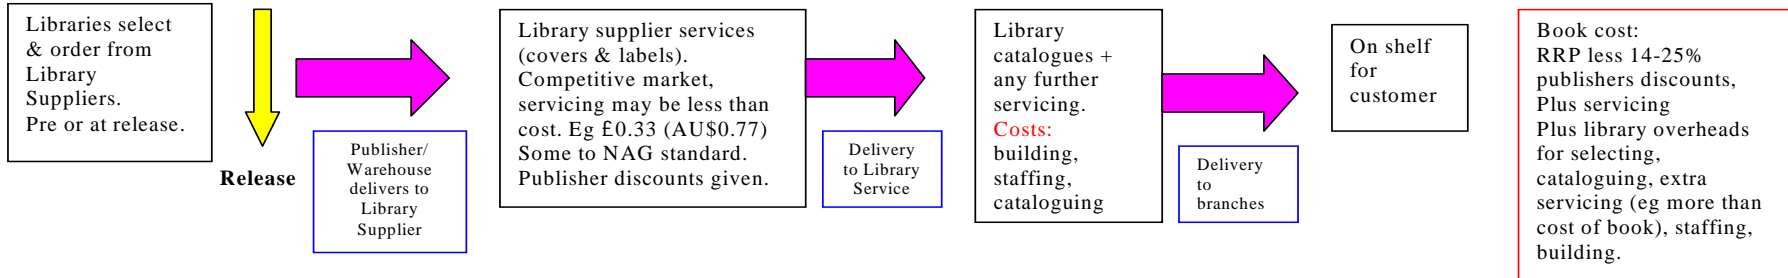 Libraries select
& order from
Library
Suppliers.
Pre or at release.
Release
Publisher/
Warehouse
delivers to
Library
Supplier
Library supplier services
(covers & labels).
Competitive market,
servicing may be less than
cost. Eg £0.33 (AU$0.77)
Some to NAG standard.
Publisher discounts given.
Delivery
to Library
Service
Library
catalogues +
any further
servicing.
Costs:
building,
staffing,
cataloguing
Delivery
to
branches
On shelf
for
customer
Book cost:
RRP less 14-25%
publishers discounts,
Plus servicing
Plus library overheads
for selecting,
cataloguing, extra
servicing (eg more than
cost of book), staffing,
building.